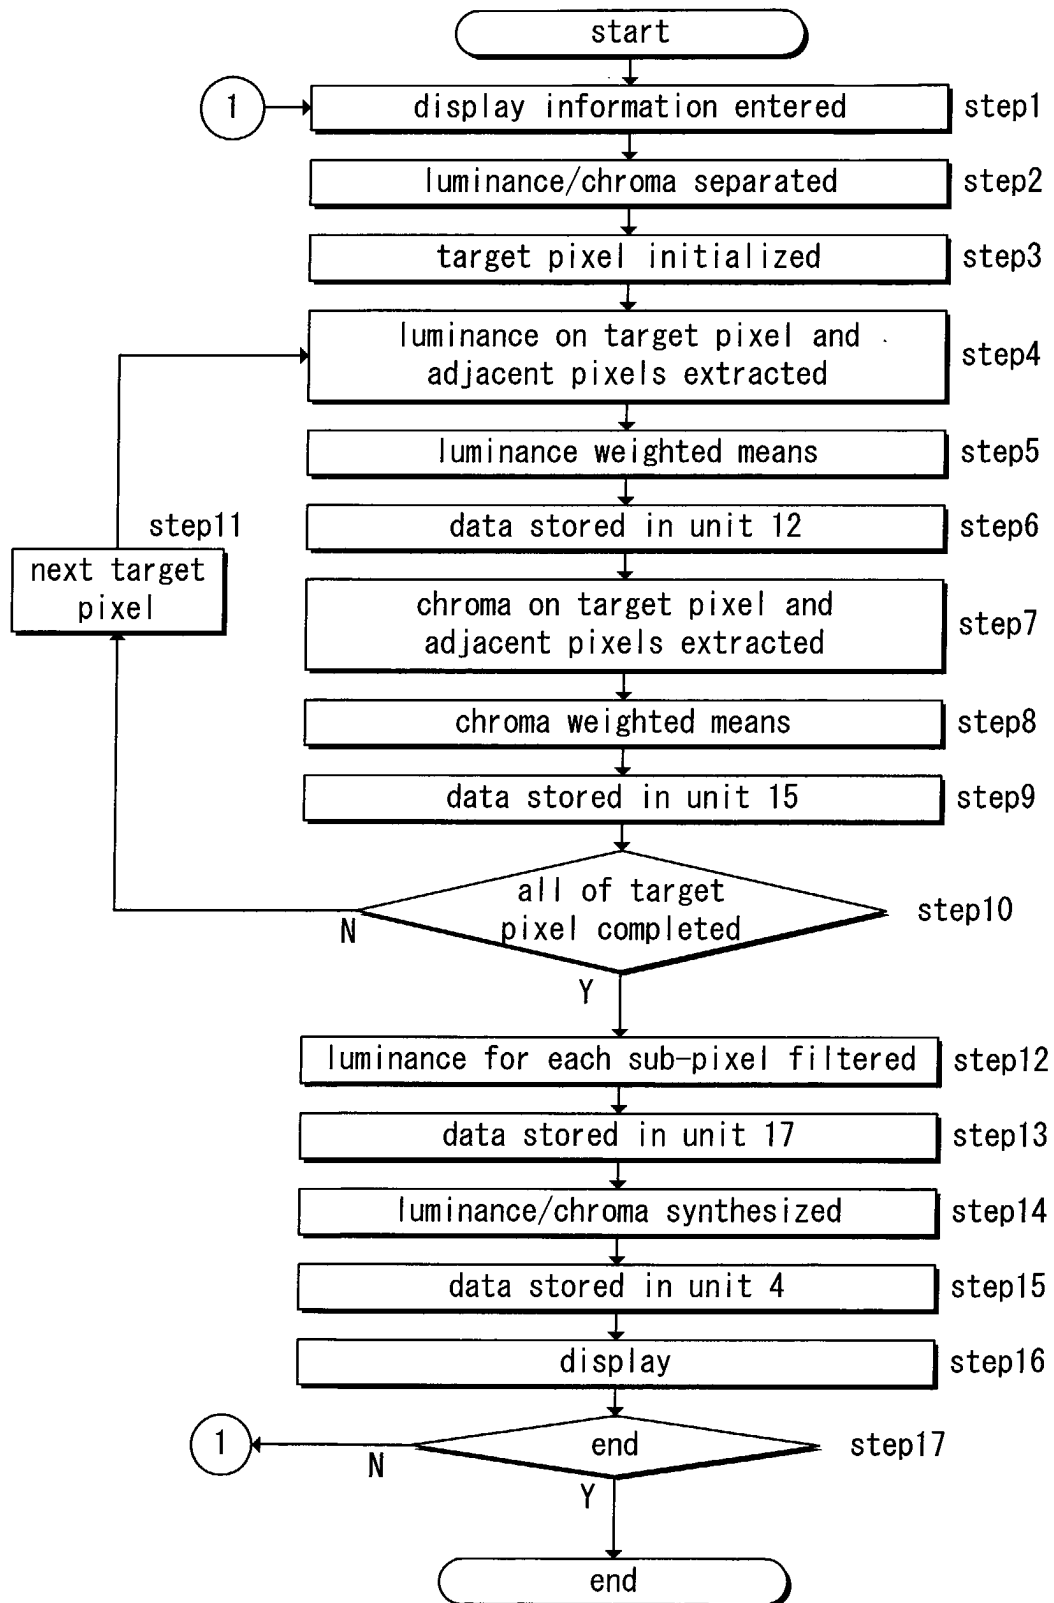 start
1
display information entered
step1
luminance/chroma separated
step2
target pixel initialized
step3
luminance on target pixel and
adjacent pixels extracted
step4
luminance weighted means
step5
data stored in unit 12
step6
step11
next target
pixel
chroma on target pixel and
adjacent pixels extracted
step7
chroma weighted means
step8
data stored in unit 15
step9
all of target
pixel completed
step10
N
Y
luminance for each sub-pixel filtered
step12
data stored in unit 17
step13
luminance/chroma synthesized
step14
data stored in unit 4
step15
display
step16
1
end
step17
N
Y
end